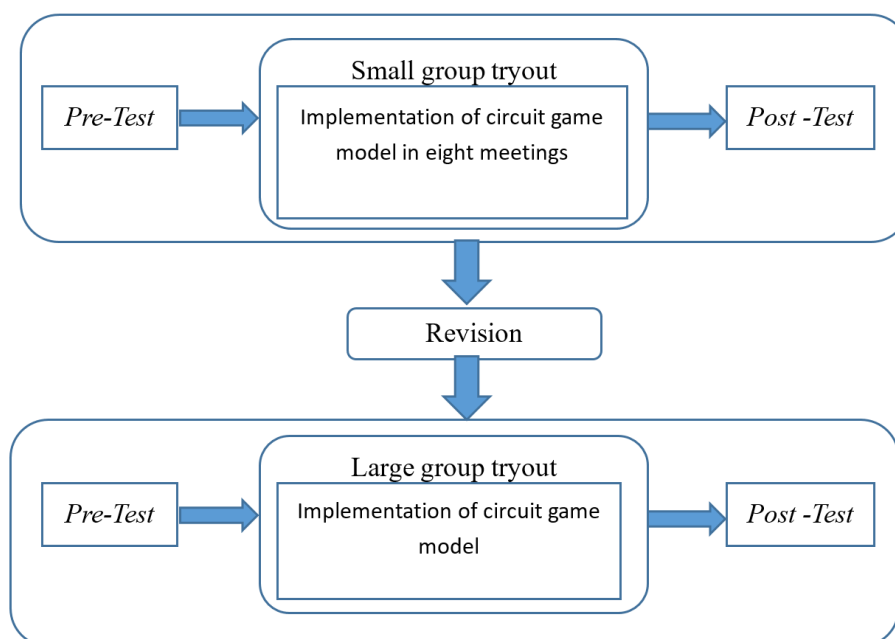 Small group tryout
Pre-Test
Implementation of circuit game
model in eight meetings
Post -Test
Revision
Large group tryout
Pre-Test
Implementation of circuit game
model
Post -Test